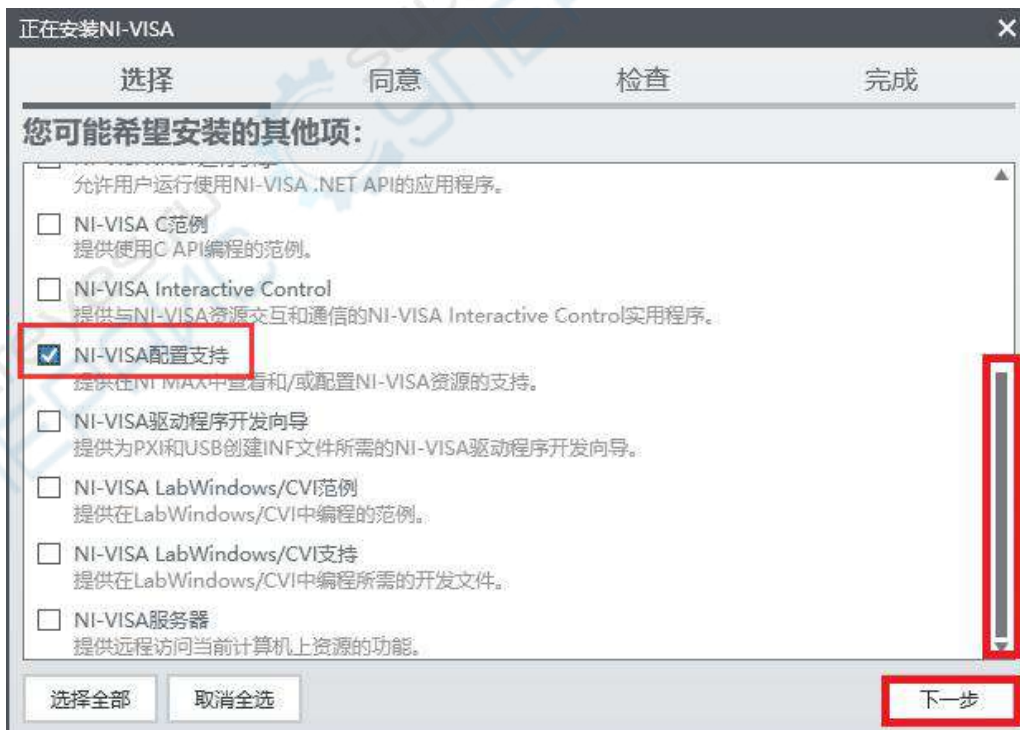 正在安装NI-VISA
选择 同意 检查 完成
您可能希望安装的其他项：
允许用户运行使用NI-VISA .NET API的应用程序。
NI-VISA C范例
提供使用C API编程的范例。
NI-VISA Interactive Control
提供与NI-VISA资源交互和通信的NI-VISA Interactive Control实用程序。
NI-VISA配置支持
提供在NI MAX中查看和/或配置NI-VISA资源的支持。
NI-VISA驱动程序开发向导
提供为PXI和USB创建INF文件所需的NI-VISA驱动程序开发向导。
NI-VISA LabWindows/CVI范例
提供在LabWindows/CVI中编程的范例。
NI-VISA LabWindows/CVI支持
提供在LabWindows/CVI中编程所需的开发文件。
NI-VISA服务器
提供远程访问当前计算机上资源的功能。
选择全部 取消全选 下一步